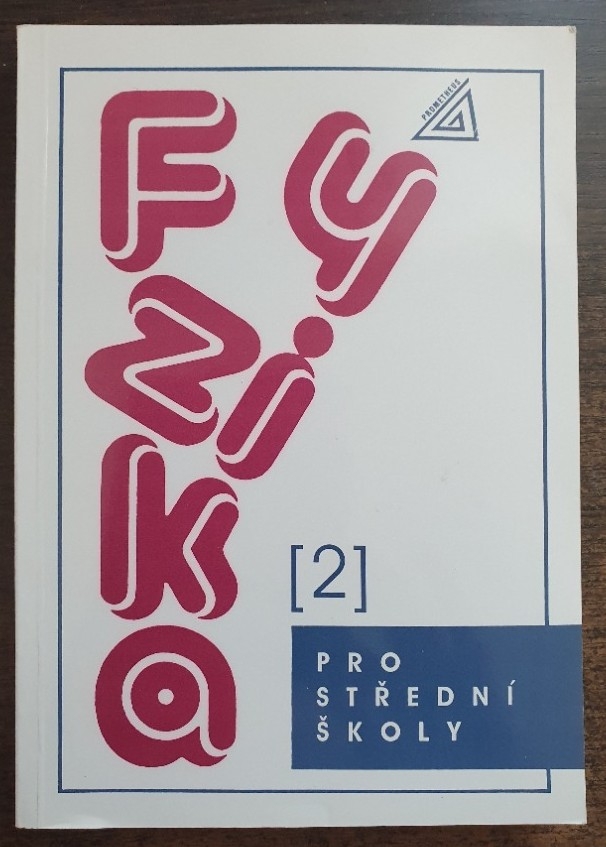 FyZiKa
PROMETHEUS
[2]
PRO
STŘEDNÍ
ŠKOLY